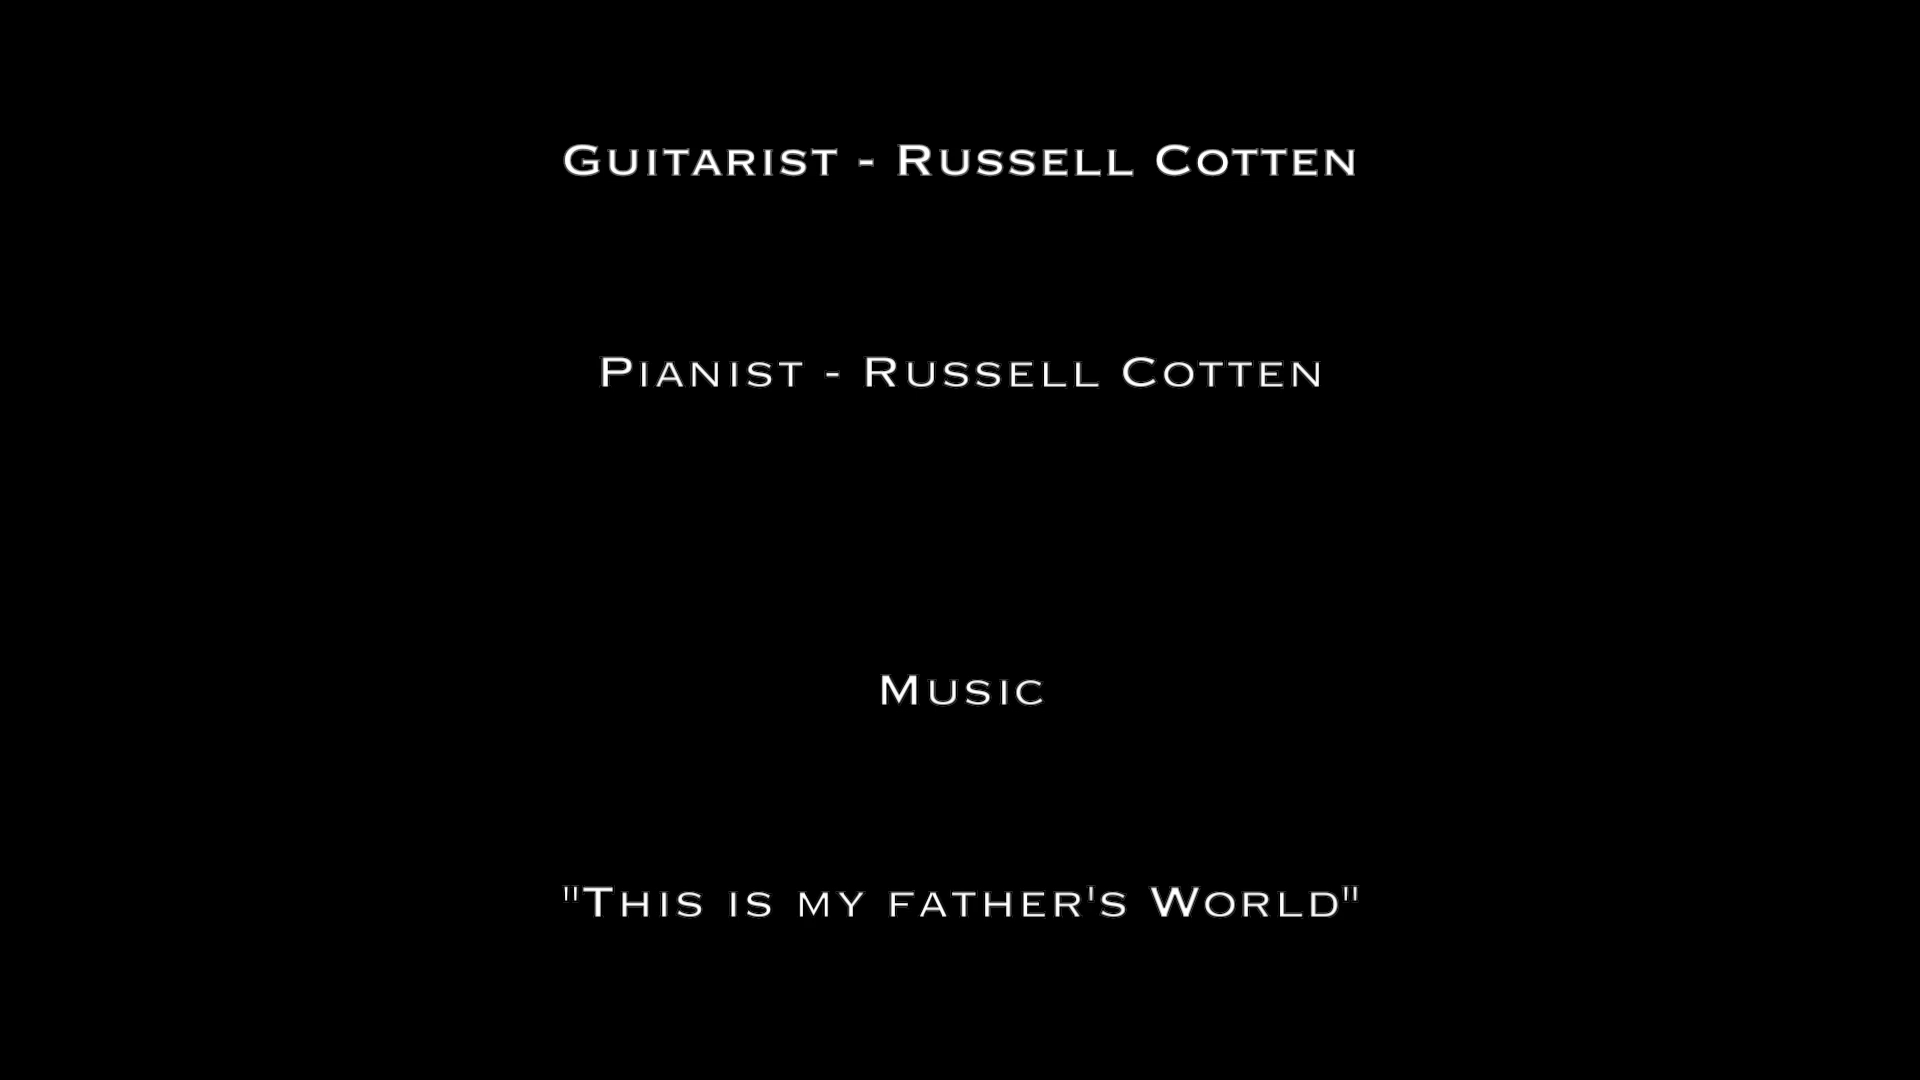 Guitarist - Russell Cotten
Pianist - Russell Cotten
Music
"This is my father's World"